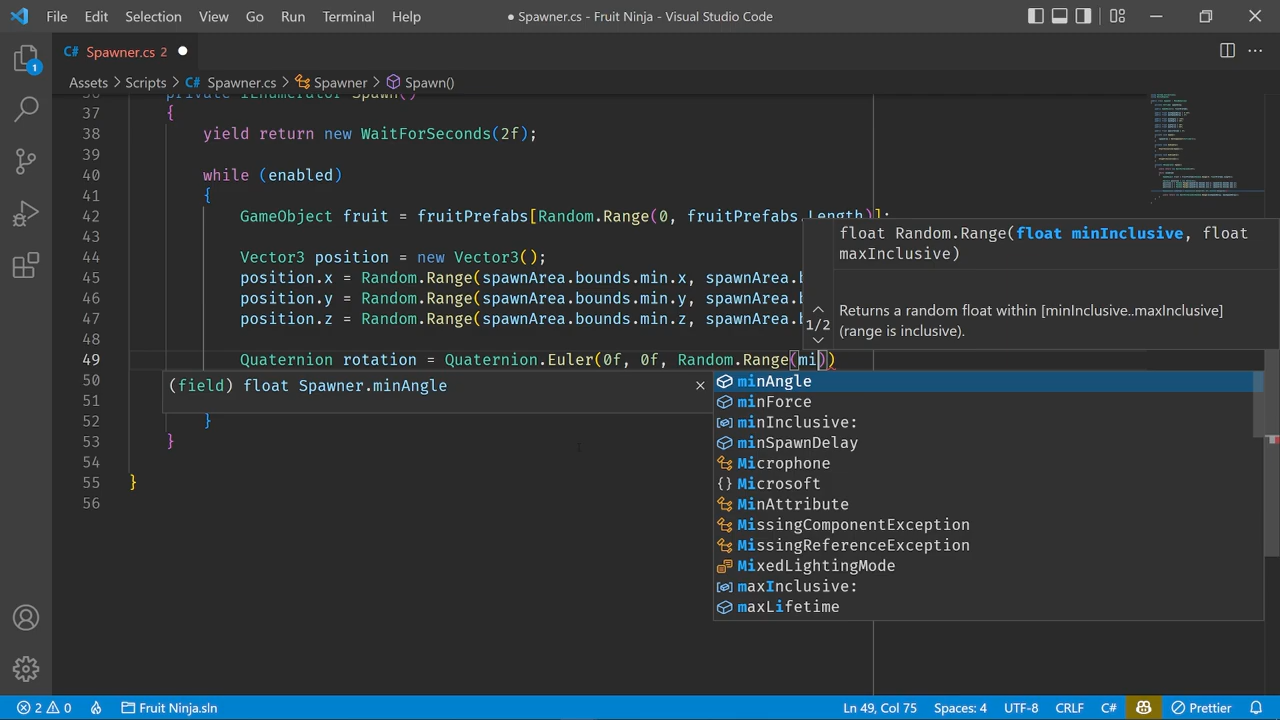 File Edit Selection View Go Run Terminal Help
● Spawner.cs - Fruit Ninja - Visual Studio Code
C# Spawner.cs 2 ●
1
Assets > Scripts > C# Spawner.cs > Spawner > Spawn()
36 private IEnumerator Spawn()
37 {
38 yield return new WaitForSeconds(2f);
39
40 while (enabled)
41 {
42 GameObject fruit = fruitPrefabs[Random.Range(0, fruitPrefabs.Length)];
43
44 Vector3 position = new Vector3();
45 position.x = Random.Range(spawnArea.bounds.min.x, spawnArea.b
46 position.y = Random.Range(spawnArea.bounds.min.y, spawnArea.b
47 position.z = Random.Range(spawnArea.bounds.min.z, spawnArea.b
48
49 Quaternion rotation = Quaternion.Euler(0f, 0f, Random.Range(mi))
50
51
52 }
53 }
54
55 }
56
float Random.Range(float minInclusive, float
maxInclusive)
1/2
Returns a random float within [minInclusive..maxInclusive]
(range is inclusive).
(field) float Spawner.minAngle
minAngle
minForce
minInclusive:
minSpawnDelay
Microphone
{} Microsoft
MinAttribute
MissingComponentException
MissingReferenceException
MixedLightingMode
maxInclusive:
maxLifetime
2 0 Fruit Ninja.sln Ln 49, Col 75 Spaces: 4 UTF-8 CRLF C# Prettier